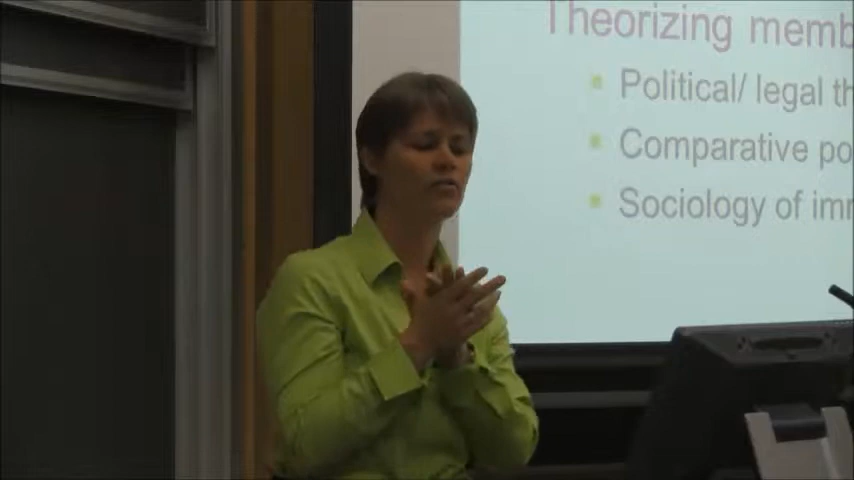 Theorizing memb
Political/ legal th
Comparative po
Sociology of imm